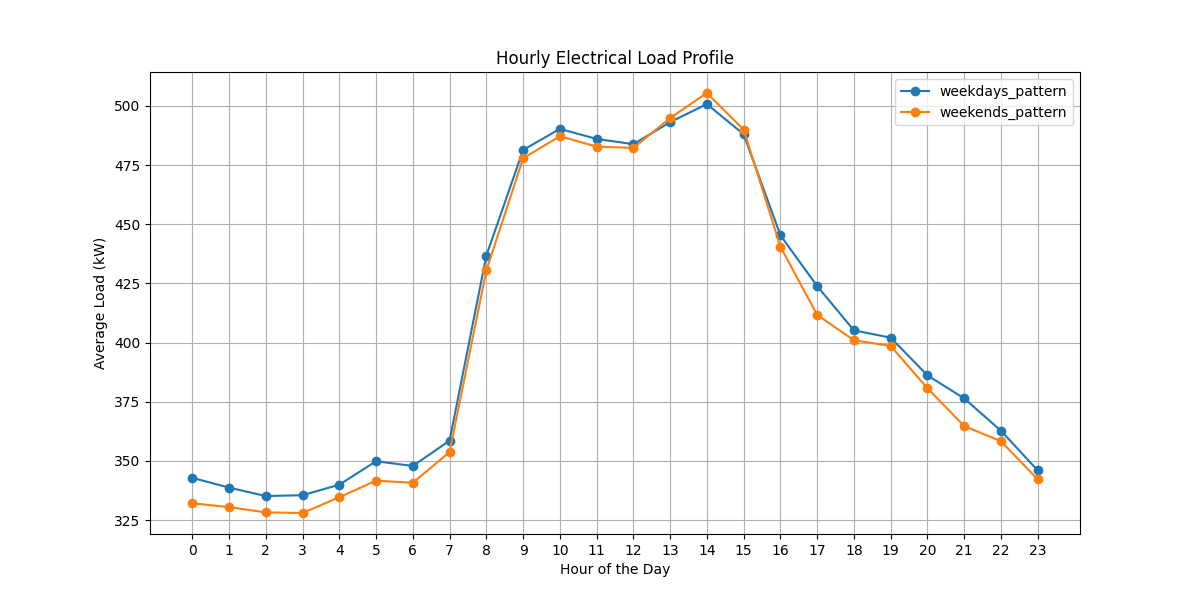 Hourly Electrical Load Profile
weekdays_pattern
weekends_pattern
Average Load (kW)
500
475
450
425
400
375
350
325
0 1 2 3 4 5 6 7 8 9 10 11 12 13 14 15 16 17 18 19 20 21 22 23
Hour of the Day